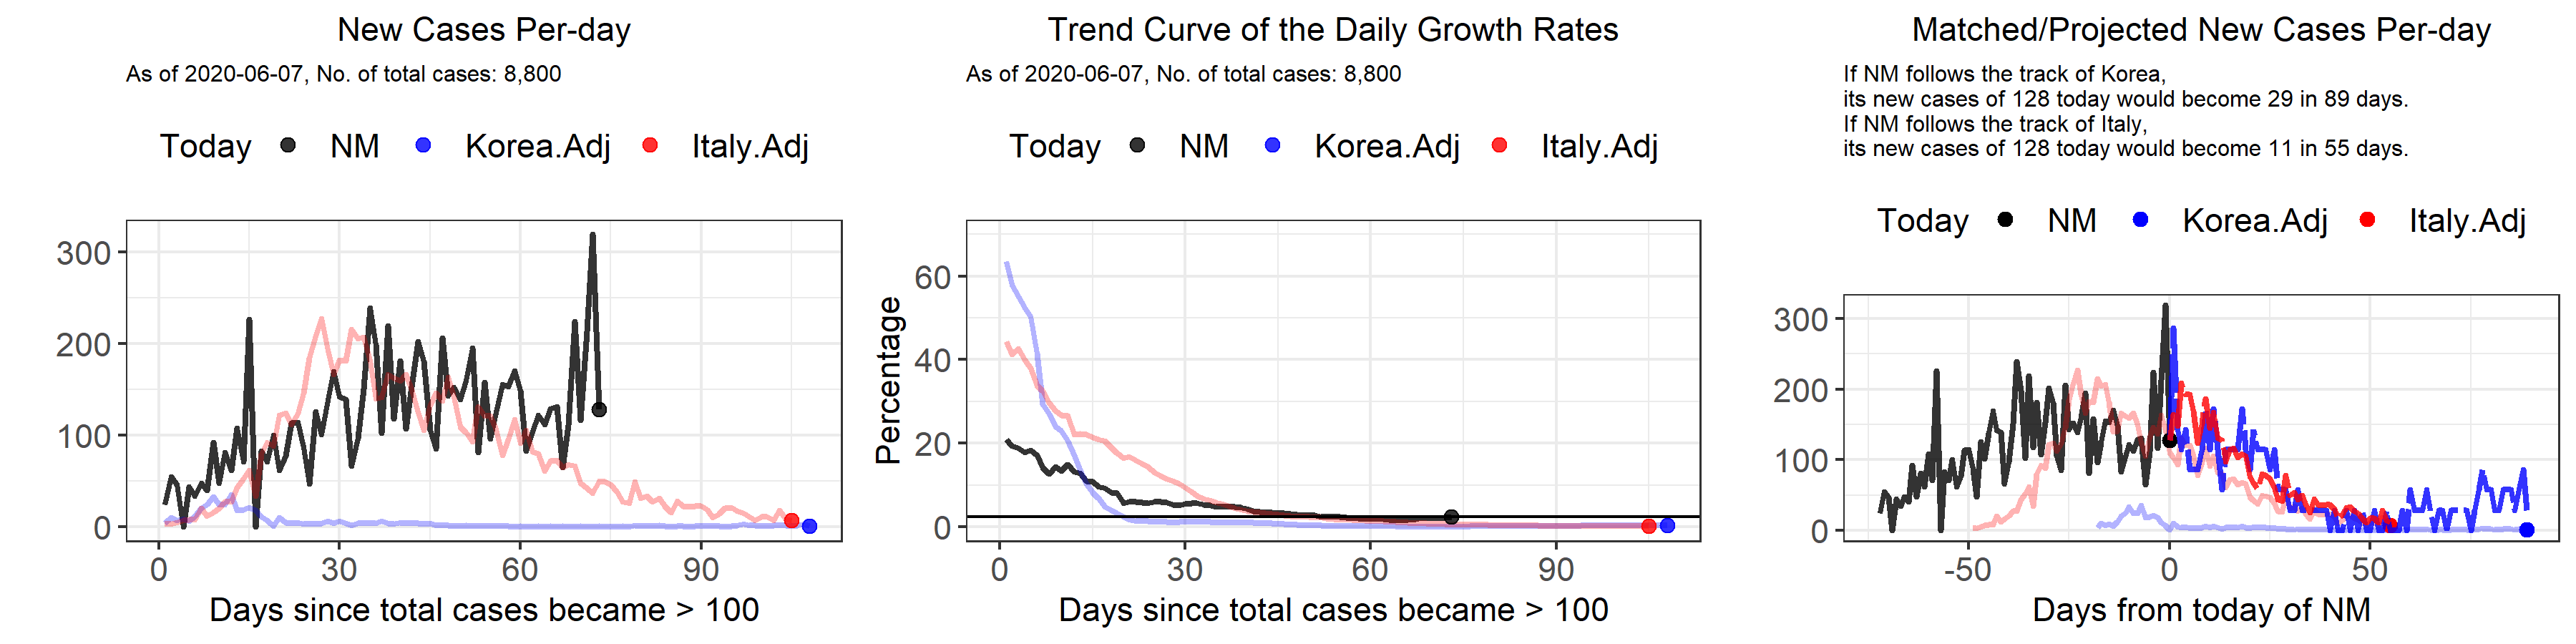 New Cases Per-day
As of 2020-06-07, No. of total cases: 8,800
Today NM Korea.Adj Italy.Adj
300
200
100
0
0 30 60 90
Days since total cases became > 100
Trend Curve of the Daily Growth Rates
As of 2020-06-07, No. of total cases: 8,800
Today NM Korea.Adj Italy.Adj
Percentage
60
40
20
0
0 30 60 90
Days since total cases became > 100
Matched/Projected New Cases Per-day
If NM follows the track of Korea,
its new cases of 128 today would become 29 in 89 days.
If NM follows the track of Italy,
its new cases of 128 today would become 11 in 55 days.
Today NM Korea.Adj Italy.Adj
300
200
100
0
-50 0 50
Days from today of NM